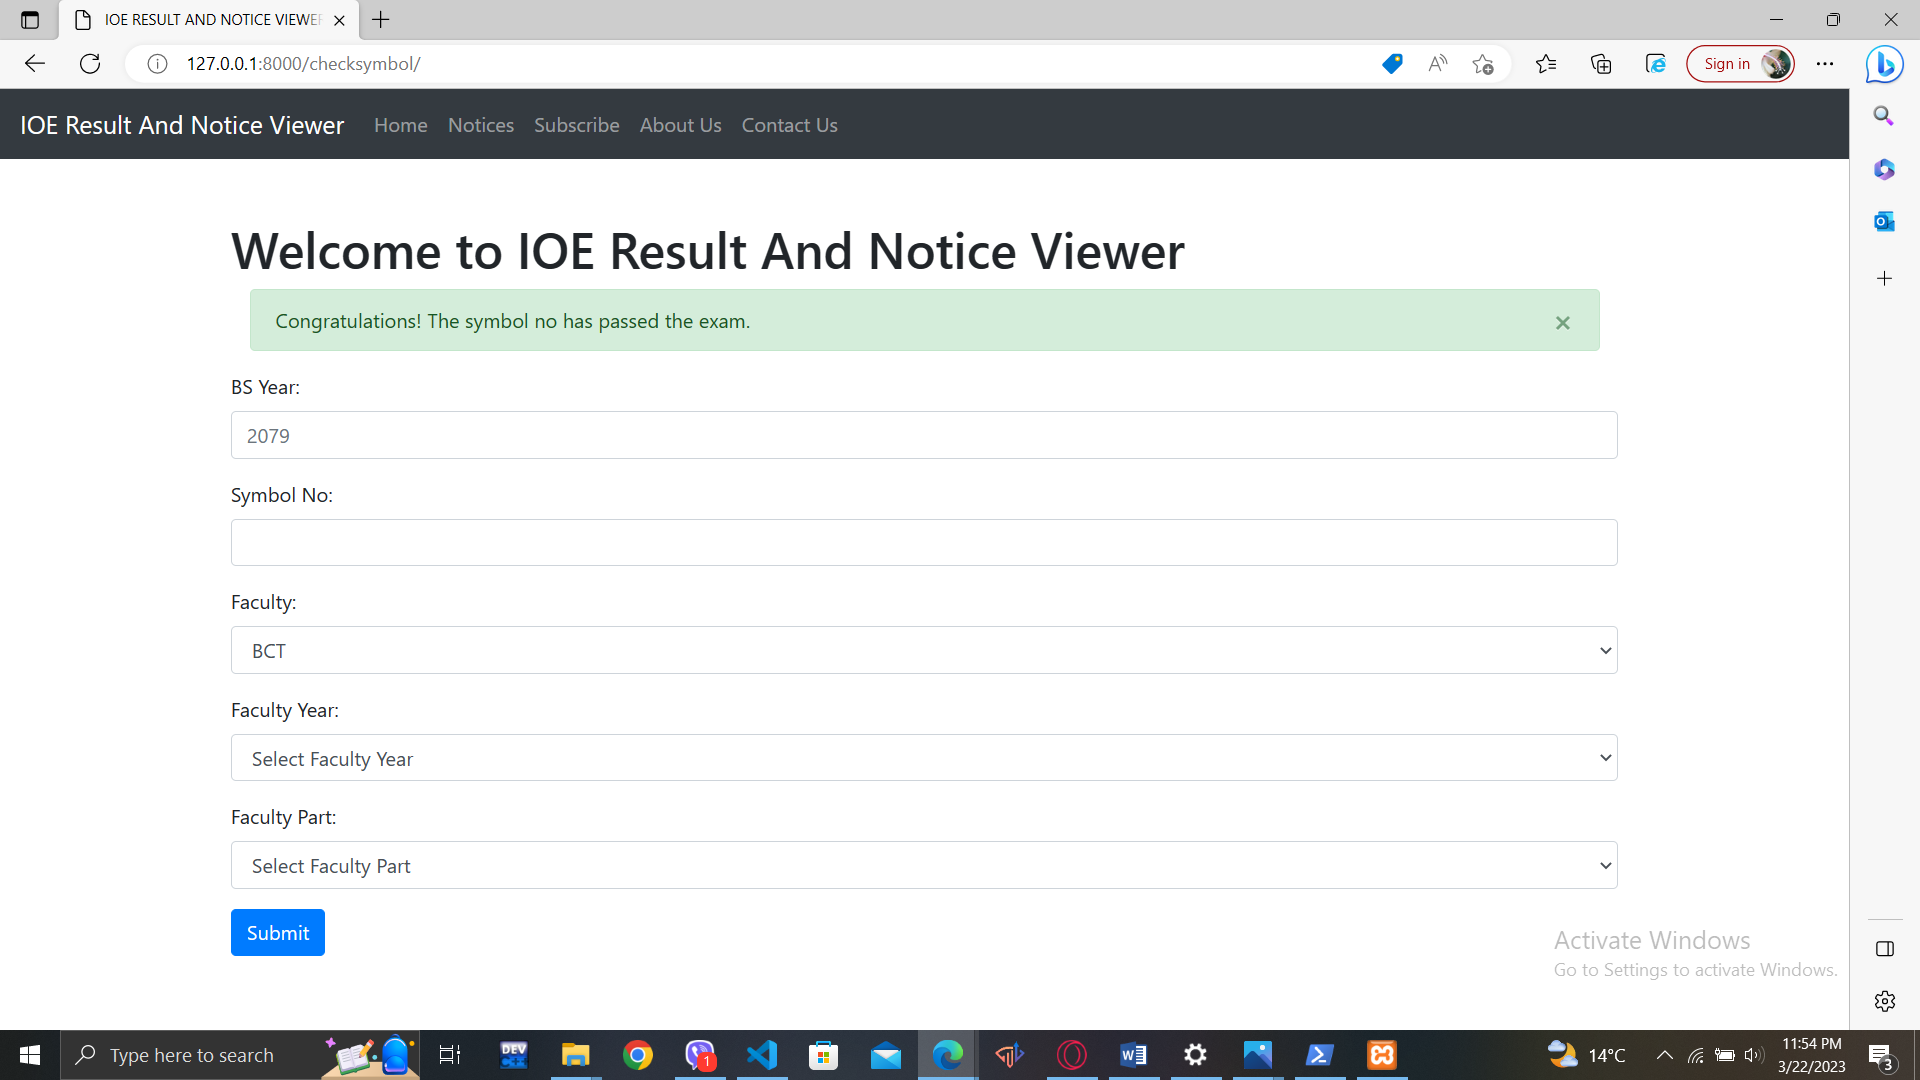 IOE RESULT AND NOTICE VIEWER
127.0.0.1:8000/checksymbol/
Sign in
IOE Result And Notice Viewer
Home
Notices
Subscribe
About Us
Contact Us
Welcome to IOE Result And Notice Viewer
Congratulations! The symbol no has passed the exam.
BS Year:
2079
Symbol No:
Faculty:
BCT
Faculty Year:
Select Faculty Year
Faculty Part:
Select Faculty Part
Submit
Activate Windows
Go to Settings to activate Windows.
Type here to search
DEV
1
14°C
11:54 PM
3/22/2023
3